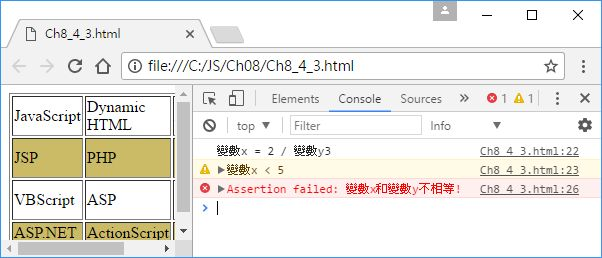 Ch8_4_3.html
file:///C:/JS/Ch08/Ch8_4_3.html
JavaScript
Dynamic
HTML
JSP
PHP
VBScript
ASP
ASP.NET
ActionScript
Elements
Console
Sources
»
1
1
top
Filter
Info
變數x = 2 / 變數y3
Ch8_4_3.html:22
變數x < 5
Ch8_4_3.html:23
Assertion failed: 變數x和變數y不相等!
Ch8_4_3.html:26